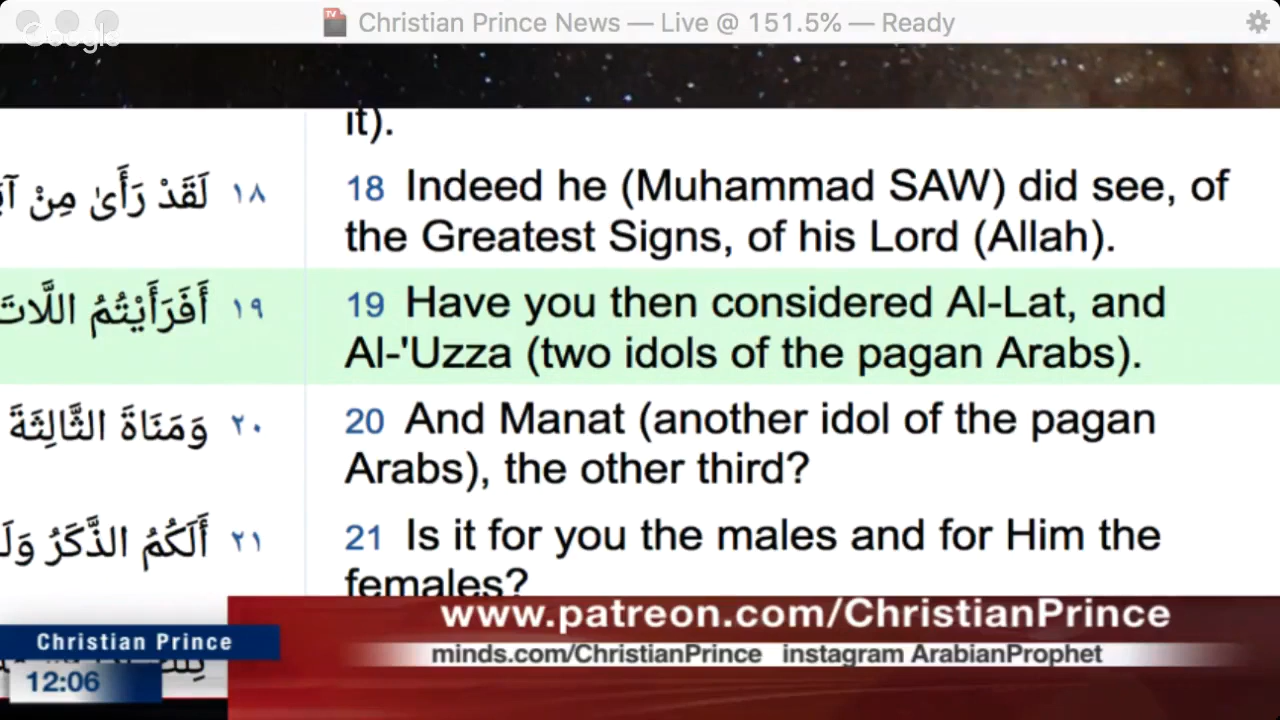 Christian Prince News — Live @ 151.5% — Ready
Google
it).
لَقَدْ رَأَىٰ مِنْ ١٨
18 Indeed he (Muhammad SAW) did see, of
the Greatest Signs, of his Lord (Allah).
أَفَرَأَيْتُمُ اللَّاتَ ١٩
19 Have you then considered Al-Lat, and
Al-'Uzza (two idols of the pagan Arabs).
وَمَنَاةَ الثَّالِثَةَ ٢٠
20 And Manat (another idol of the pagan
Arabs), the other third?
أَلَكُمُ الذَّكَرُ ٢١
21 Is it for you the males and for Him the
females?
www.patreon.com/ChristianPrince
Christian Prince
minds.com/ChristianPrince instagram ArabianProphet
12:06